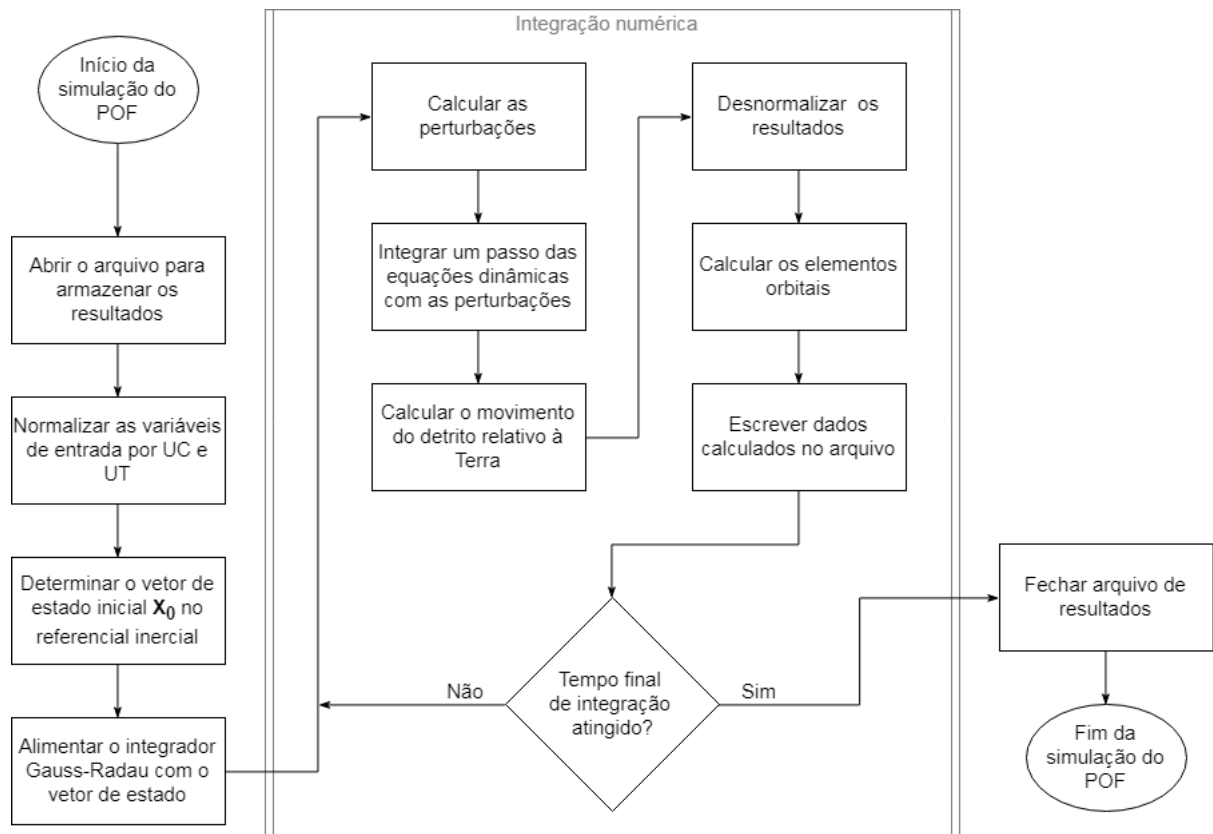 Integração numérica
Início da
simulação do
POF
Abrir o arquivo para
armazenar os
resultados
Normalizar as variáveis
de entrada por UC e
UT
Determinar o vetor de
estado inicial X0 no
referencial inercial
Alimentar o integrador
Gauss-Radau com o
vetor de estado
Calcular as
perturbações
Integrar um passo das
equações dinâmicas
com as perturbações
Calcular o movimento
do detrito relativo à
Terra
Desnormalizar os
resultados
Calcular os elementos
orbitais
Escrever dados
calculados no arquivo
Tempo final
de integração
atingido?
Não
Sim
Fechar arquivo de
resultados
Fim da
simulação do
POF